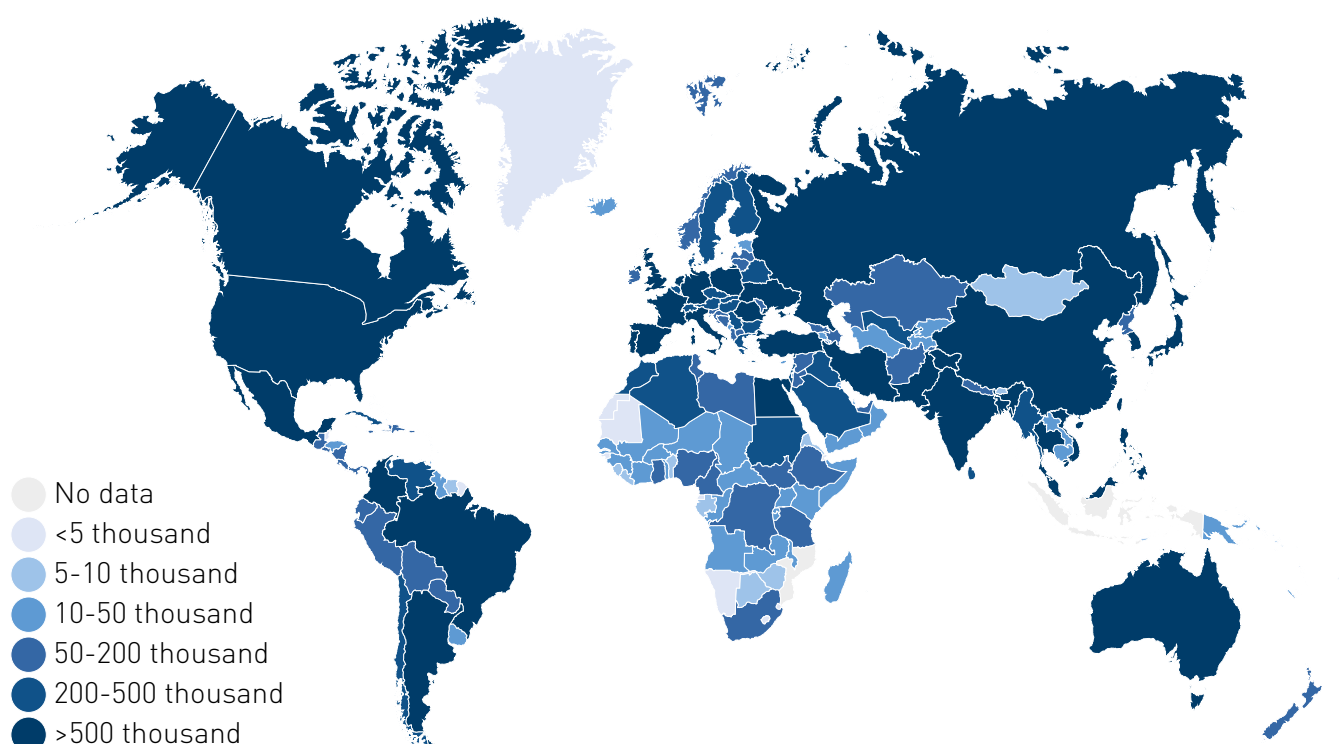 No data
<5 thousand
5-10 thousand
10-50 thousand
50-200 thousand
200-500 thousand
>500 thousand